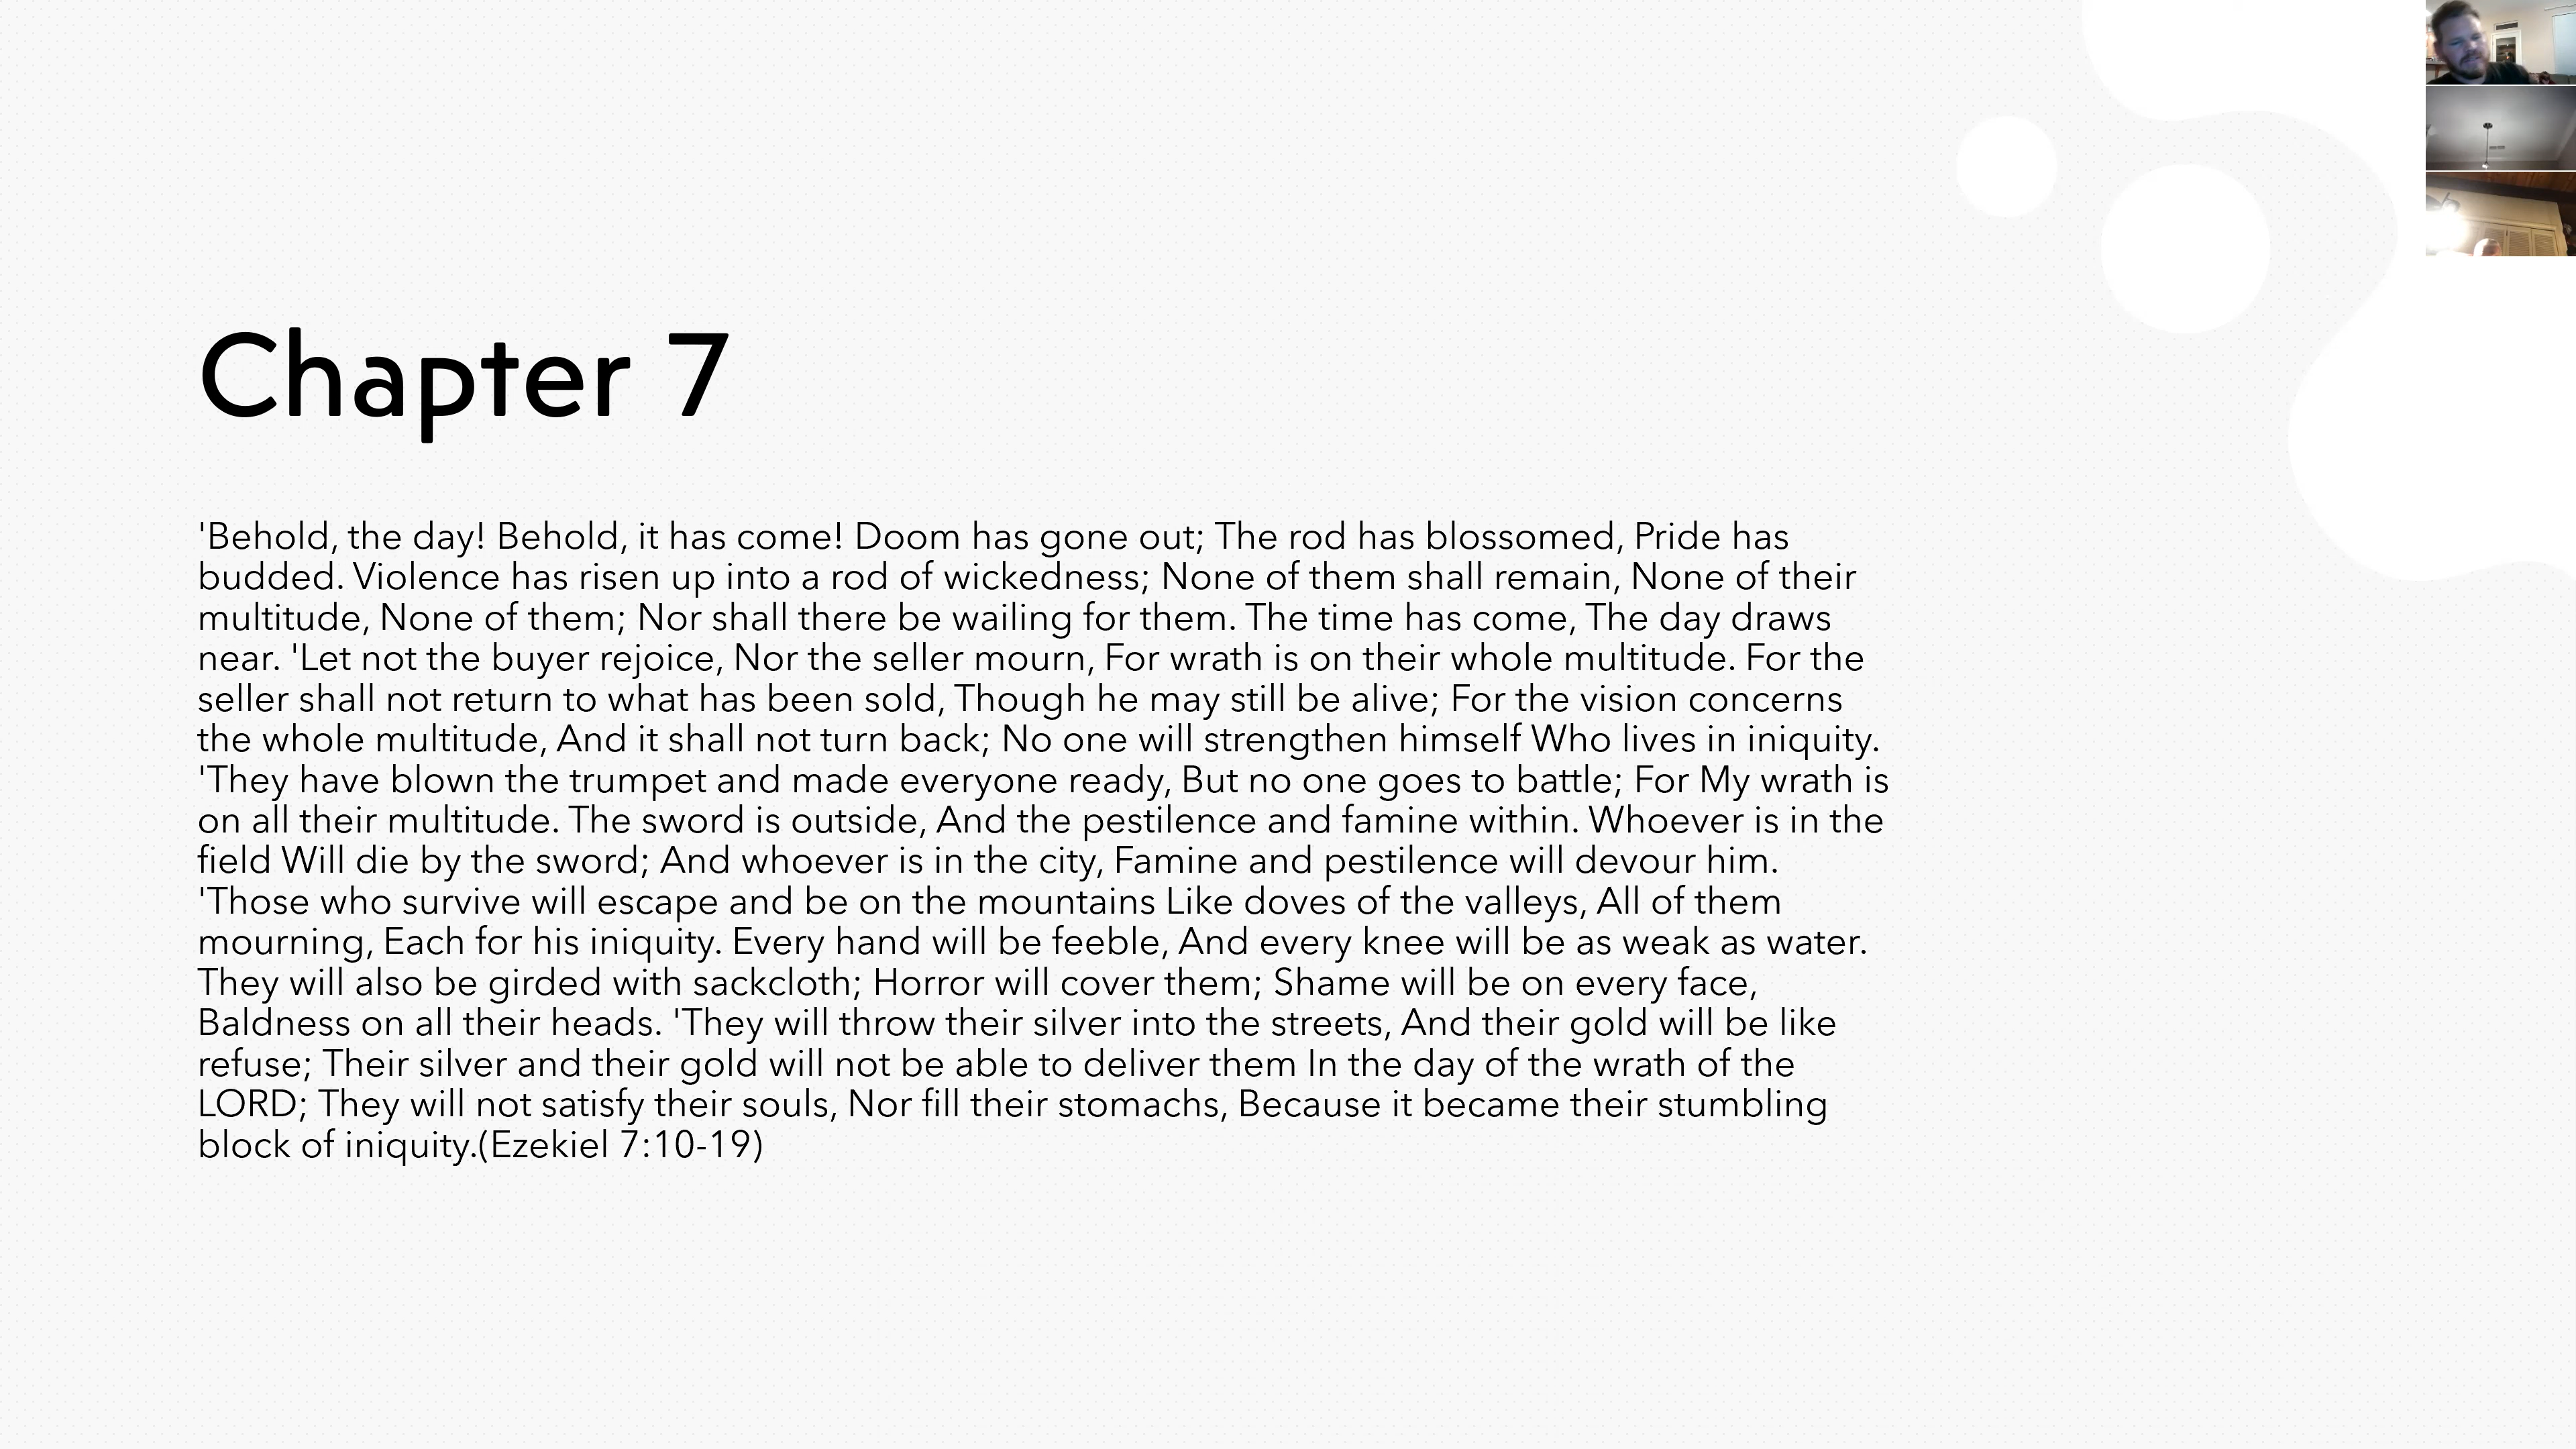 Chapter 7
'Behold, the day! Behold, it has come! Doom has gone out; The rod has blossomed, Pride has
budded. Violence has risen up into a rod of wickedness; None of them shall remain, None of their
multitude, None of them; Nor shall there be wailing for them. The time has come, The day draws
near. 'Let not the buyer rejoice, Nor the seller mourn, For wrath is on their whole multitude. For the
seller shall not return to what has been sold, Though he may still be alive; For the vision concerns
the whole multitude, And it shall not turn back; No one will strengthen himself Who lives in iniquity.
'They have blown the trumpet and made everyone ready, But no one goes to battle; For My wrath is
on all their multitude. The sword is outside, And the pestilence and famine within. Whoever is in the
field Will die by the sword; And whoever is in the city, Famine and pestilence will devour him.
'Those who survive will escape and be on the mountains Like doves of the valleys, All of them
mourning, Each for his iniquity. Every hand will be feeble, And every knee will be as weak as water.
They will also be girded with sackcloth; Horror will cover them; Shame will be on every face,
Baldness on all their heads. 'They will throw their silver into the streets, And their gold will be like
refuse; Their silver and their gold will not be able to deliver them In the day of the wrath of the
LORD; They will not satisfy their souls, Nor fill their stomachs, Because it became their stumbling
block of iniquity.(Ezekiel 7:10-19)